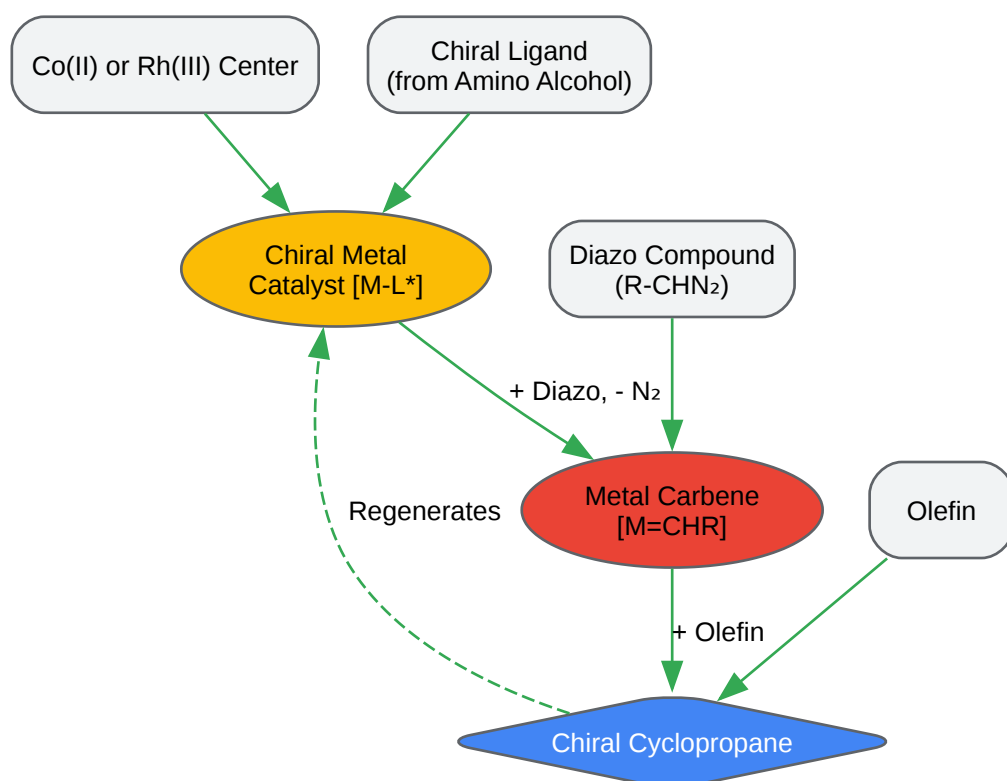 Co(II) or Rh(III) Center
Chiral Ligand
(from Amino Alcohol)
Chiral Metal
Catalyst [M-L*]
Diazo Compound
(R-CHN₂)
+ Diazo, - N₂
Metal Carbene
[M=CHR]
Regenerates
Olefin
+ Olefin
Chiral Cyclopropane